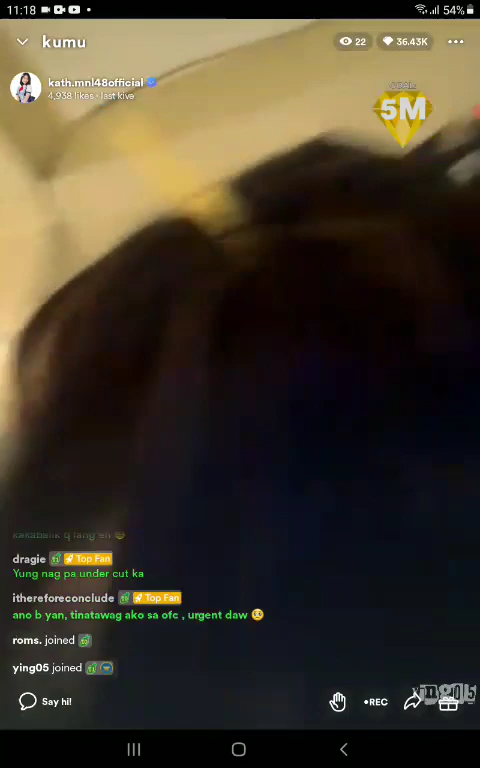 11:18
54%
kumu
22
36.43K
kath.mnl48official
4,938 likes • last kive
5M
dragie Top Fan
Yung nag pa under cut ka
ithereforeconclude Top Fan
ano b yan, tinatawag ako sa ofc , urgent daw 🥺
roms. joined
ying05 joined
Say hi!
•REC